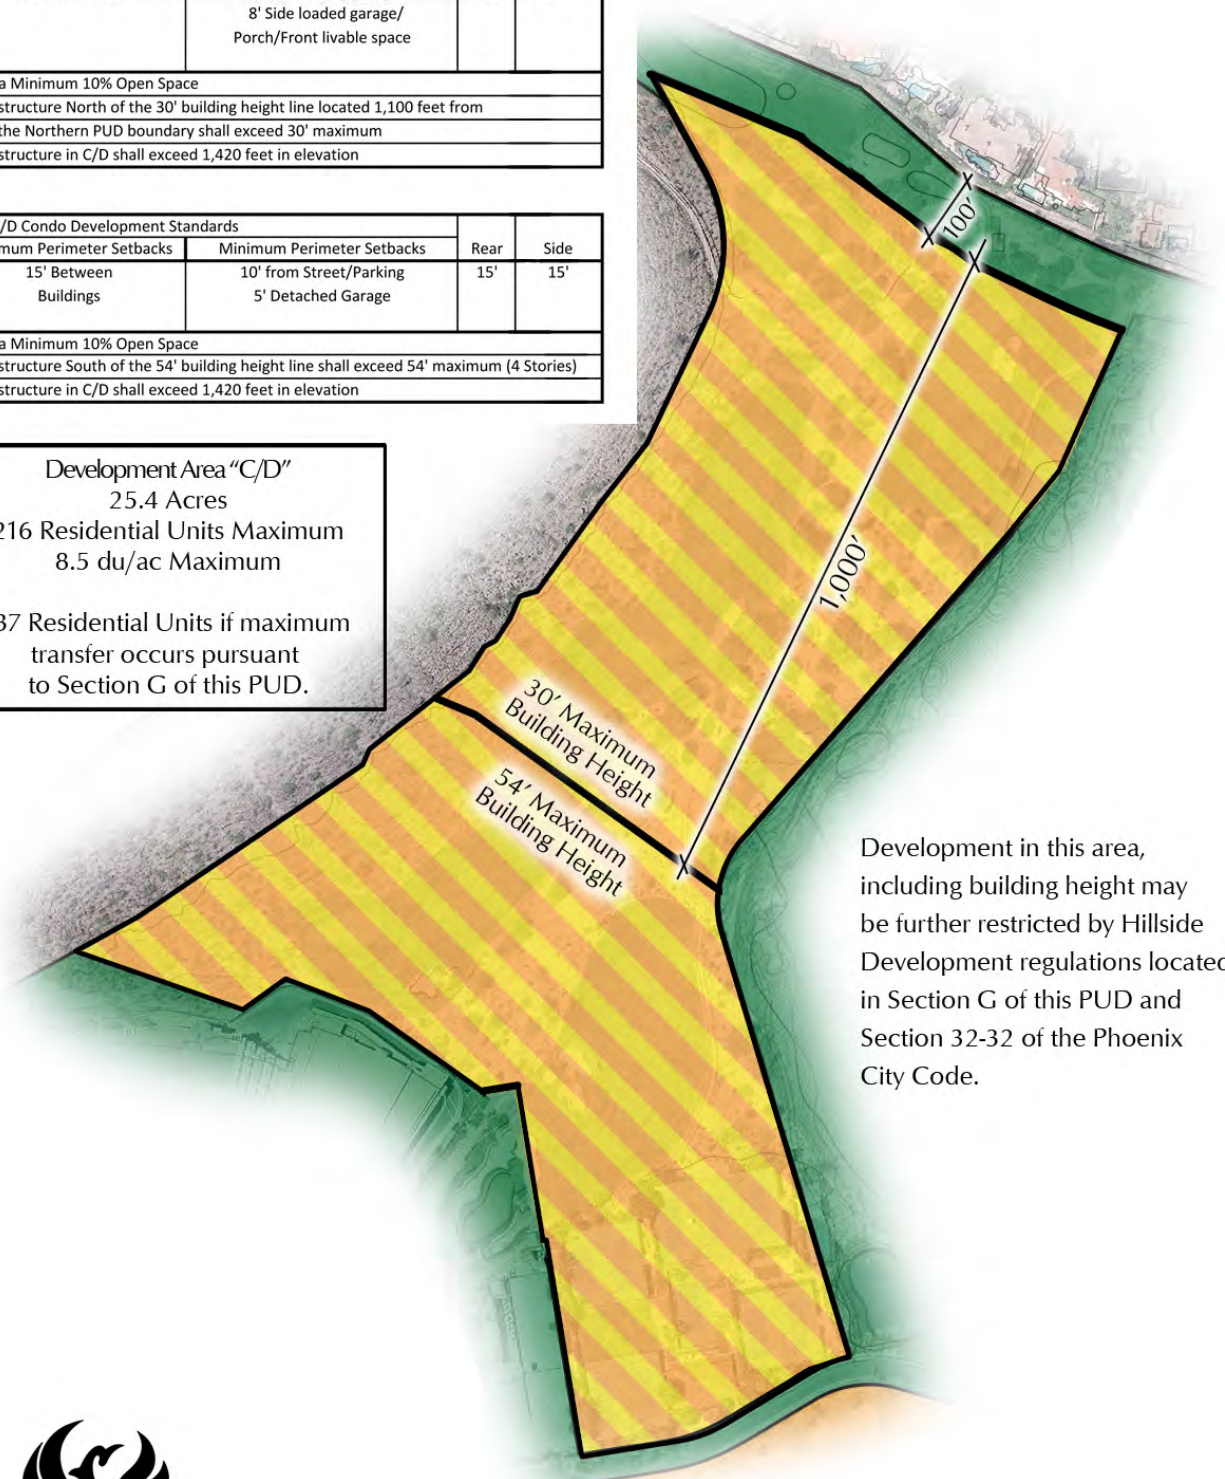 8' Side loaded garage/
Porch/Front livable space
a Minimum 10% Open Space
structure North of the 30' building height line located 1,100 feet from
the Northern PUD boundary shall exceed 30' maximum
structure in C/D shall exceed 1,420 feet in elevation
/D Condo Development Standards
mum Perimeter Setbacks Minimum Perimeter Setbacks Rear Side
15' Between 10' from Street/Parking 15' 15'
Buildings 5' Detached Garage
a Minimum 10% Open Space
structure South of the 54' building height line shall exceed 54' maximum (4 Stories)
structure in C/D shall exceed 1,420 feet in elevation
Development Area "C/D"
25.4 Acres
216 Residential Units Maximum
8.5 du/ac Maximum
37 Residential Units if maximum
transfer occurs pursuant
to Section G of this PUD.
100'
1,000'
30' Maximum
Building Height
54' Maximum
Building Height
Development in this area,
including building height may
be further restricted by Hillside
Development regulations located
in Section G of this PUD and
Section 32-32 of the Phoenix
City Code.